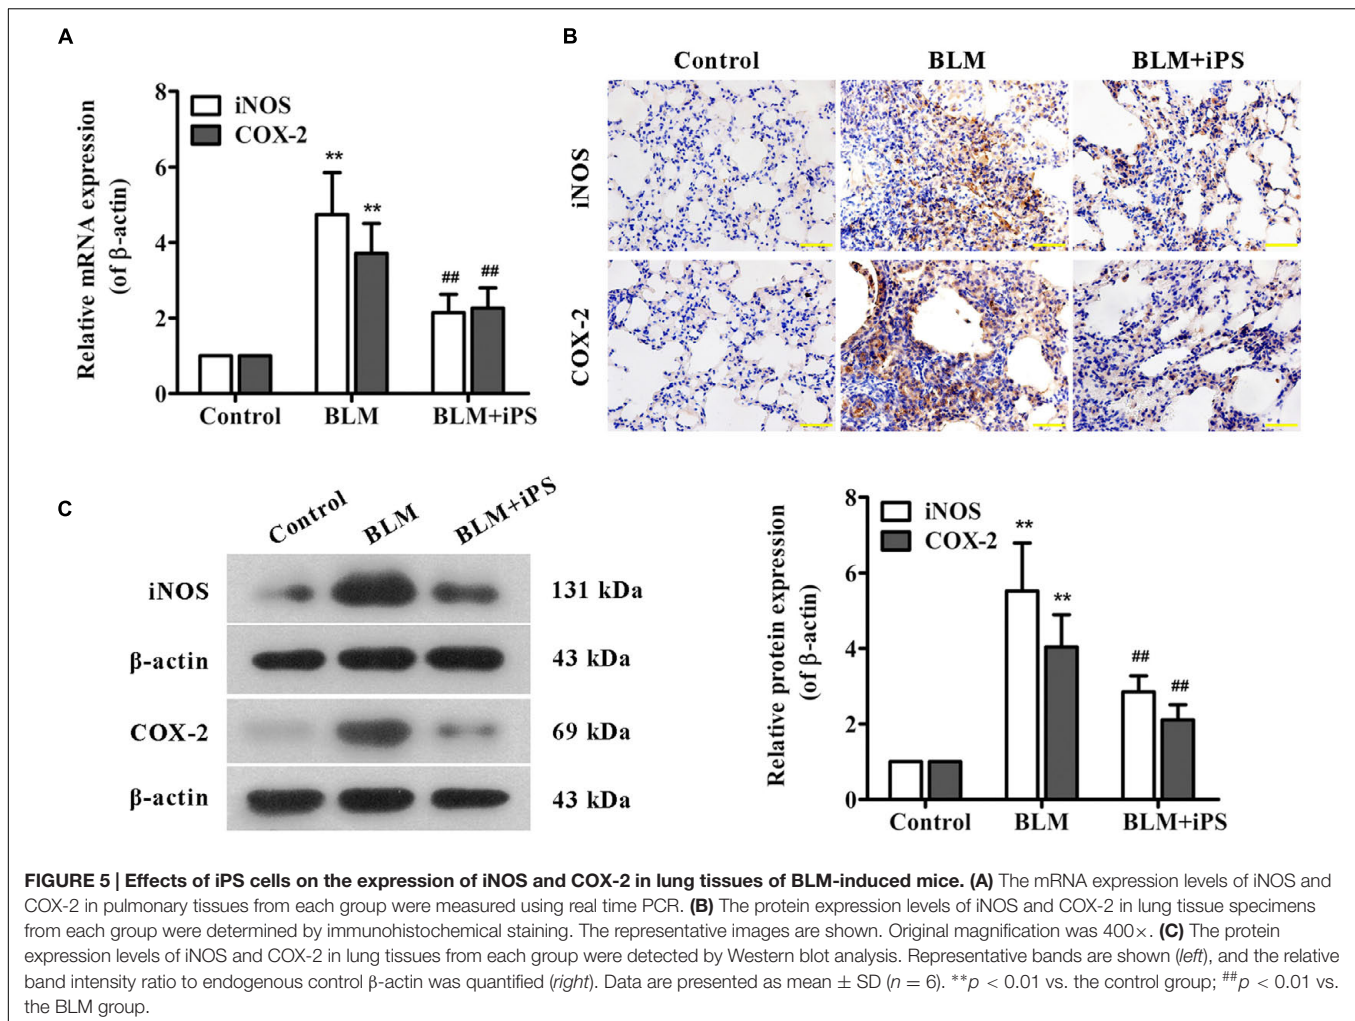 A
Relative mRNA expression
(of β-actin)
8
6
4
2
0
iNOS
COX-2
**
**
##
##
Control
BLM
BLM+iPS
B
Control
BLM
BLM+iPS
iNOS
COX-2
C
Control
BLM
BLM+iPS
iNOS
131 kDa
β-actin
43 kDa
COX-2
69 kDa
β-actin
43 kDa
Relative protein expression
(of β-actin)
8
6
4
2
0
iNOS
COX-2
**
**
##
##
Control
BLM
BLM+iPS
FIGURE 5 | Effects of iPS cells on the expression of iNOS and COX-2 in lung tissues of BLM-induced mice. (A) The mRNA expression levels of iNOS and
COX-2 in pulmonary tissues from each group were measured using real time PCR. (B) The protein expression levels of iNOS and COX-2 in lung tissue specimens
from each group were determined by immunohistochemical staining. The representative images are shown. Original magnification was 400×. (C) The protein
expression levels of iNOS and COX-2 in lung tissues from each group were detected by Western blot analysis. Representative bands are shown (left), and the relative
band intensity ratio to endogenous control β-actin was quantified (right). Data are presented as mean ± SD (n = 6). **p < 0.01 vs. the control group; ##p < 0.01 vs.
the BLM group.